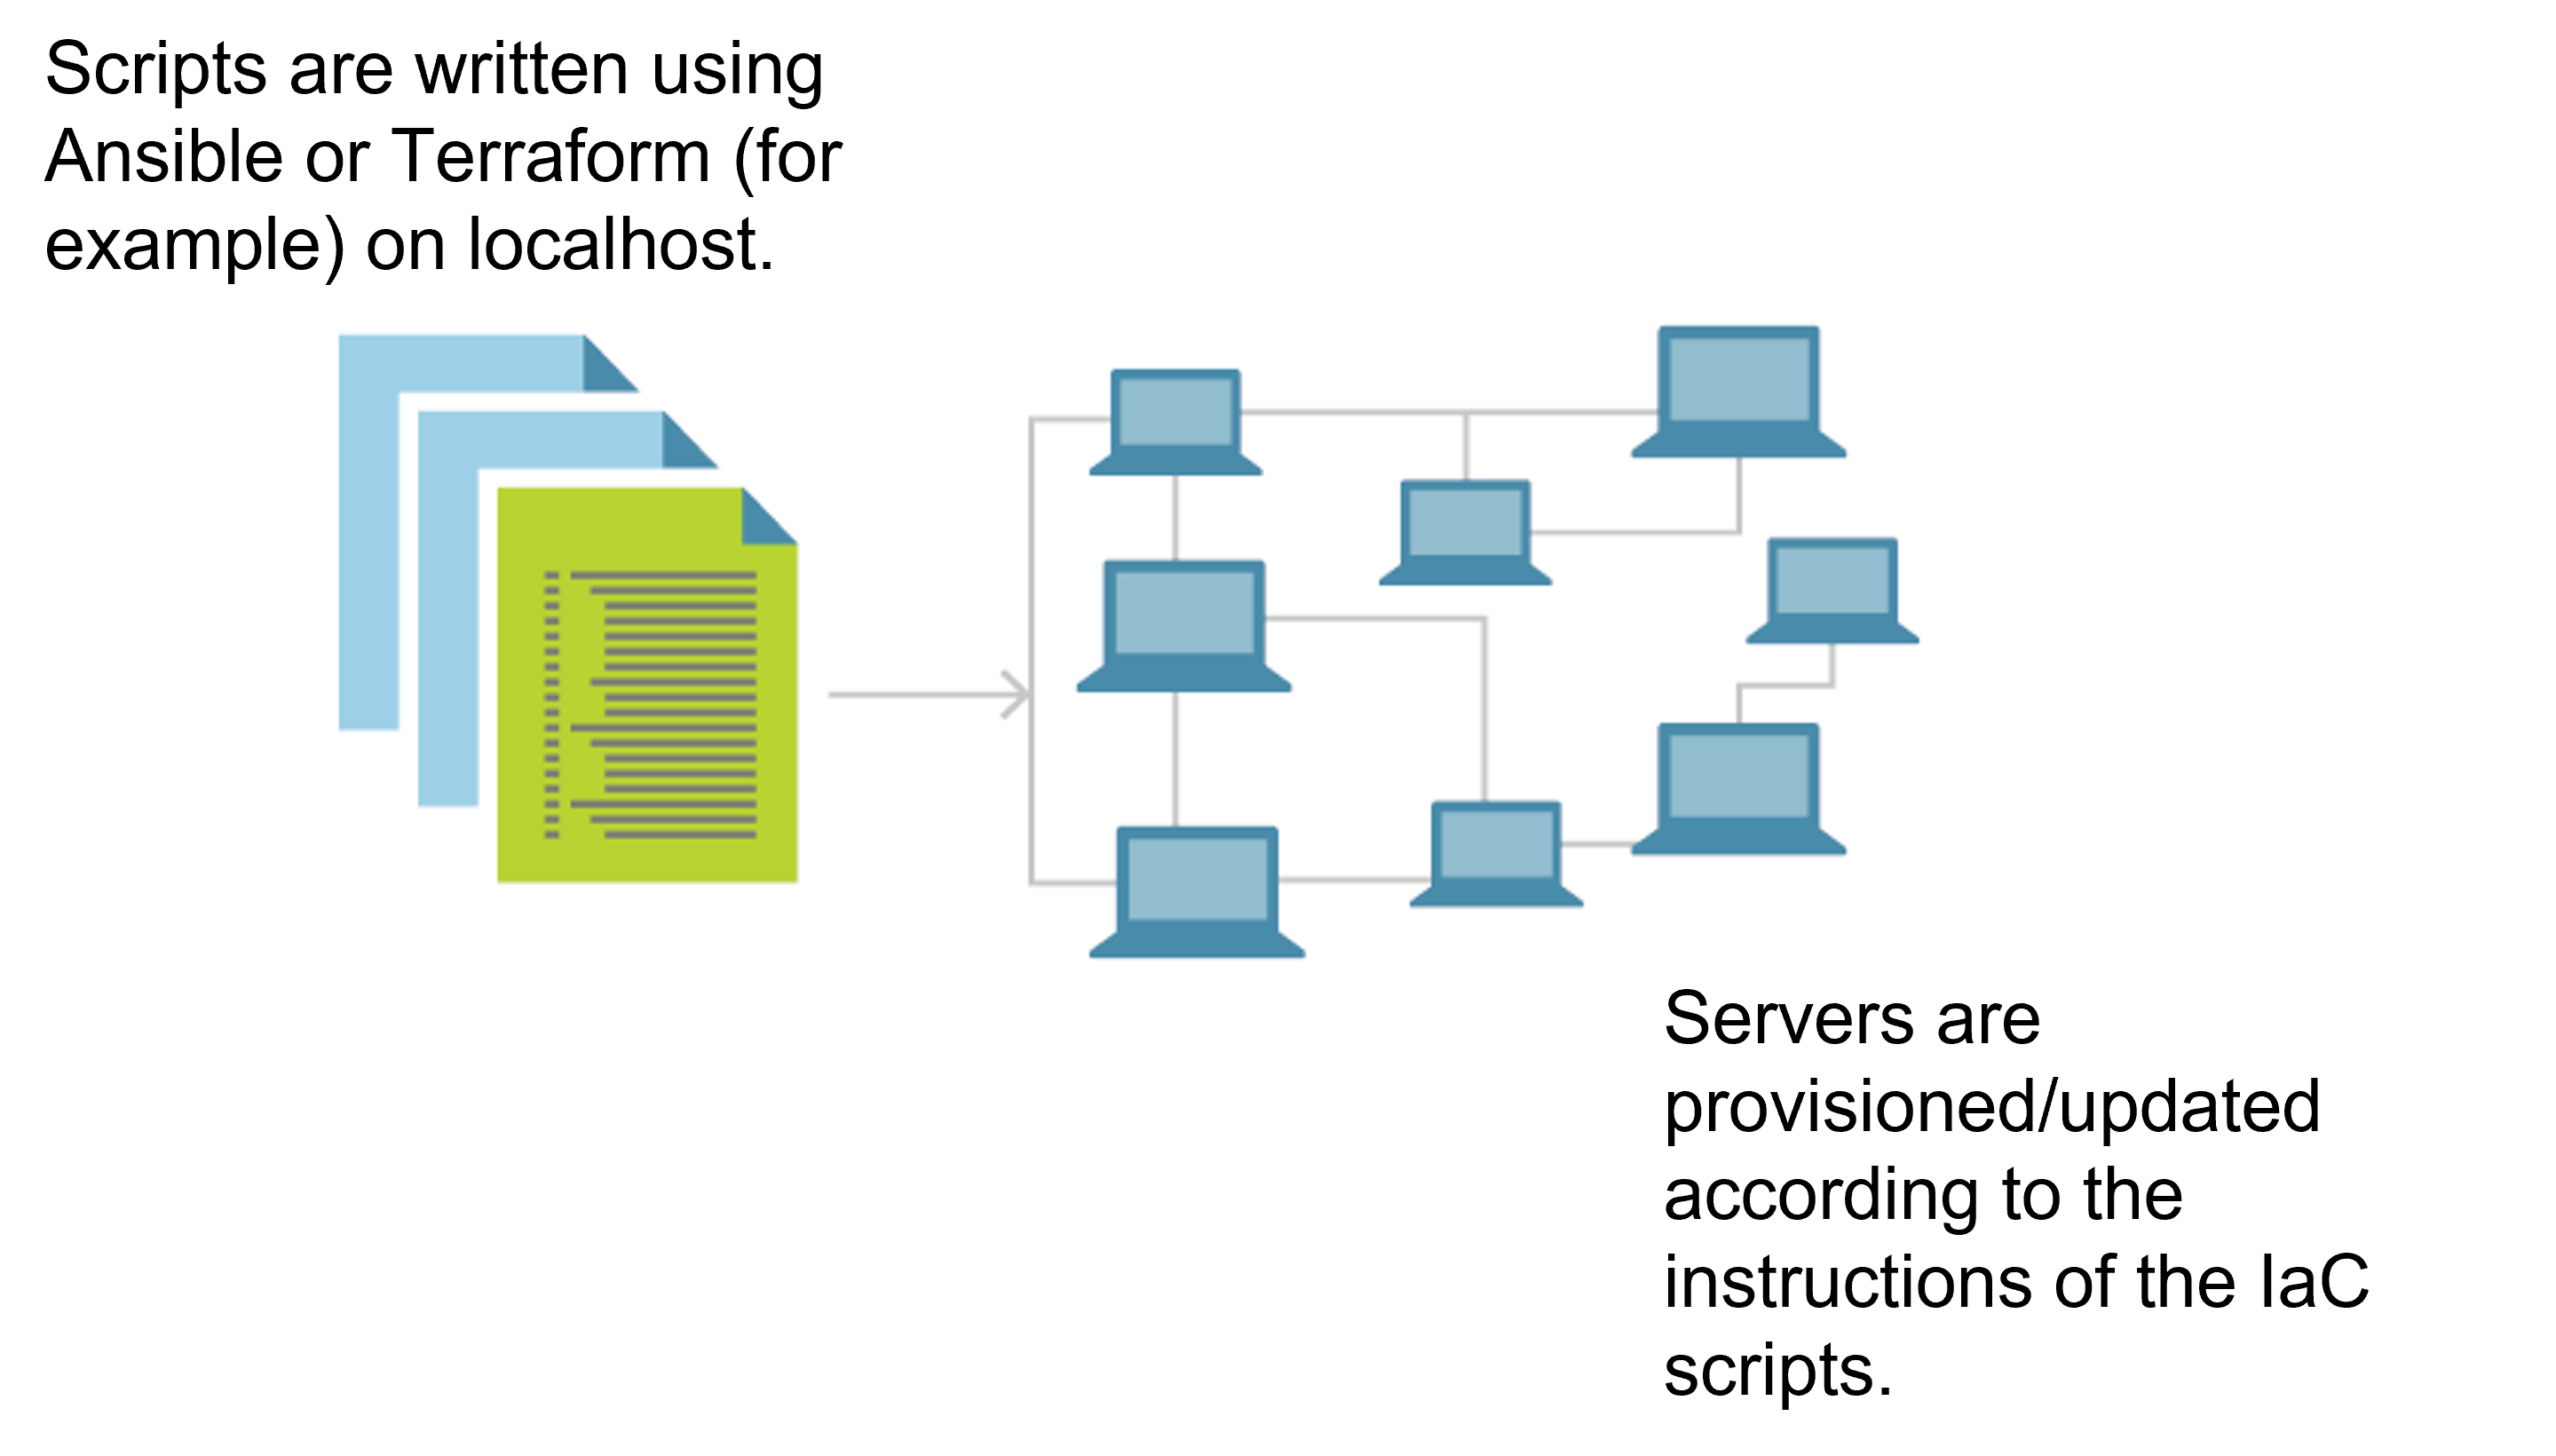 Scripts are written using
Ansible or Terraform (for
example) on localhost.
Servers are
provisioned/updated
according to the
instructions of the IaC
scripts.